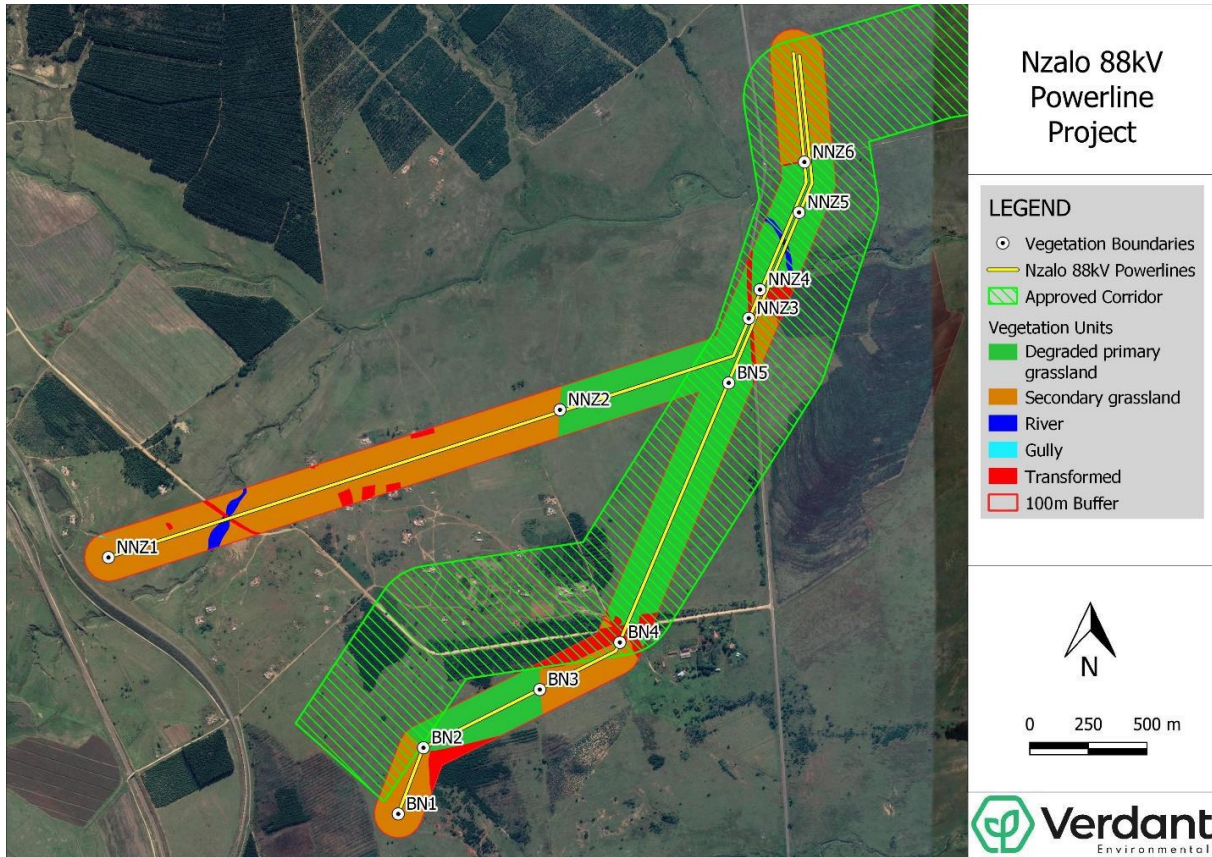 Nzalo 88kV
Powerline
Project
LEGEND
Vegetation Boundaries
Nzalo 88kV Powerlines
Approved Corridor
Vegetation Units
Degraded primary
grassland
Secondary grassland
River
Gully
Transformed
100m Buffer
N
0 250 500 m
Verdant
Environmental
NNZ6
NNZ5
NNZ4
NNZ3
BN5
NNZ2
NNZ1
BN4
BN3
BN2
BN1